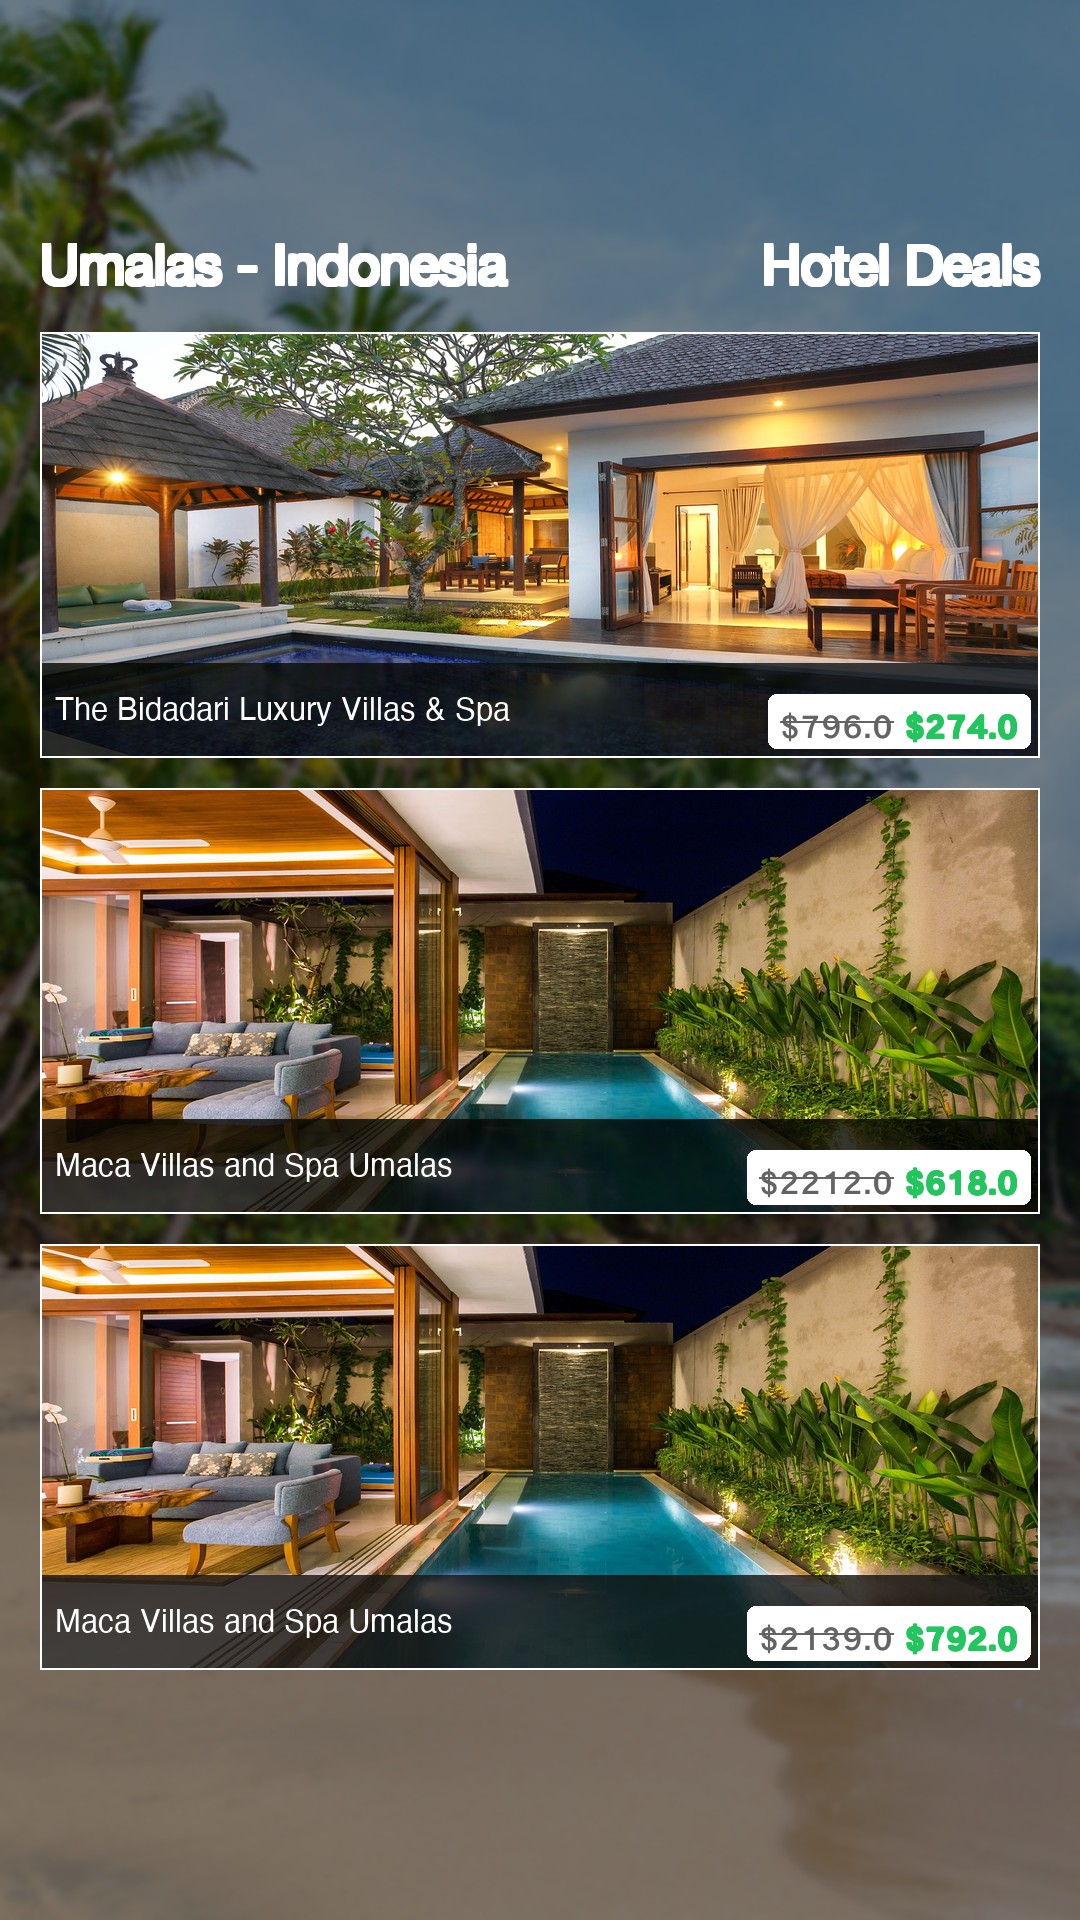 Umalas - Indonesia Hotel Deals
The Bidadari Luxury Villas & Spa
$796.0 $274.0
Maca Villas and Spa Umalas
$2212.0 $618.0
Maca Villas and Spa Umalas
$2139.0 $792.0